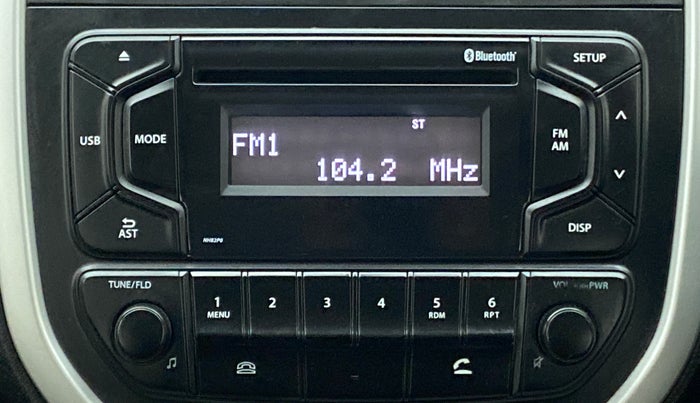 Bluetooth
SETUP
USB
MODE
ST
FM1
104.2 MHz
FM
AM
AST
DISP
TUNE/FLD
1
MENU
2
3
4
5
RDM
6
RPT
PWR